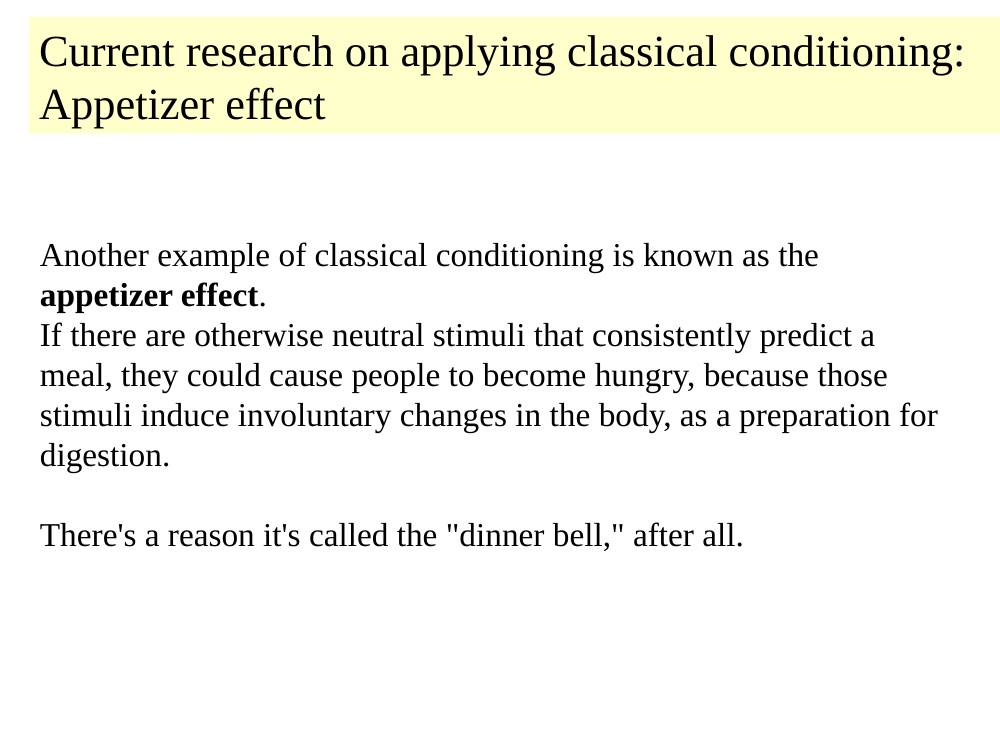 Current research on applying classical conditioning:
Appetizer effect
Another example of classical conditioning is known as the
appetizer effect.
If there are otherwise neutral stimuli that consistently predict a
meal, they could cause people to become hungry, because those
stimuli induce involuntary changes in the body, as a preparation for
digestion.
There's a reason it's called the "dinner bell," after all.